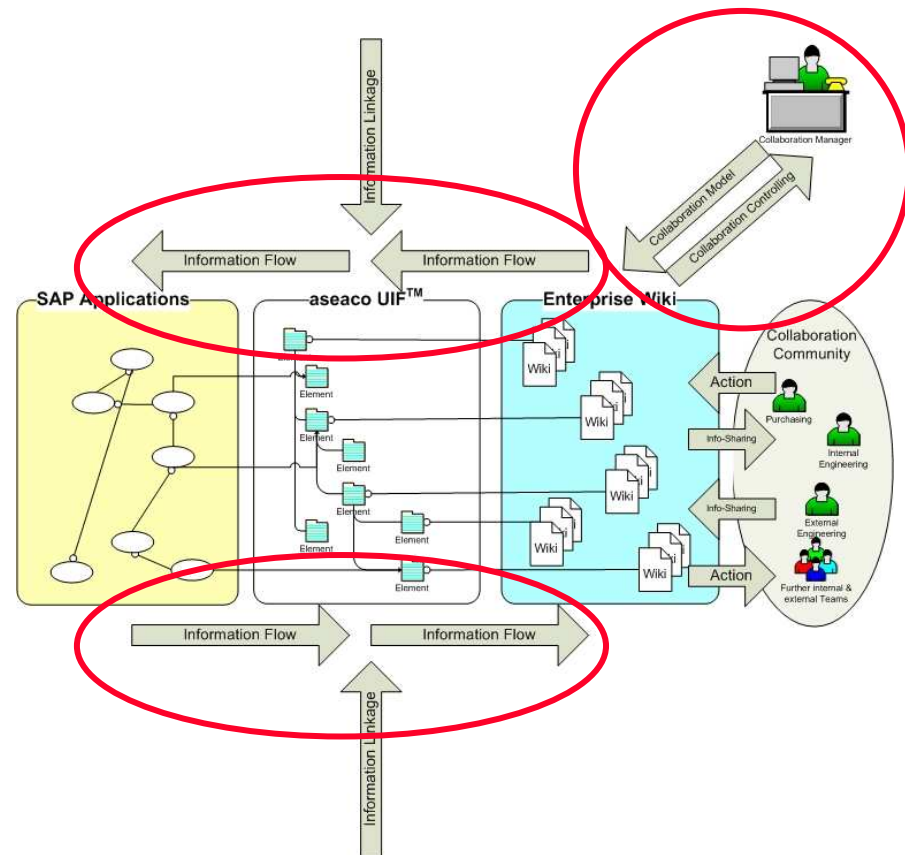 Information Linkage
Collaboration Manager
Collaboration Model
Collaboration Controlling
Information Flow
Information Flow
SAP Applications
aseaco UIF™
Enterprise Wiki
Collaboration
Community
Element
Element
Element
Element
Element
Element
Element
Element
Wiki
Wiki
Wiki
Wiki
Wiki
Action
Purchasing
Info-Sharing
Internal
Engineering
Info-Sharing
External
Engineering
Action
Further Internal &
external Teams
Information Flow
Information Flow
Information Linkage